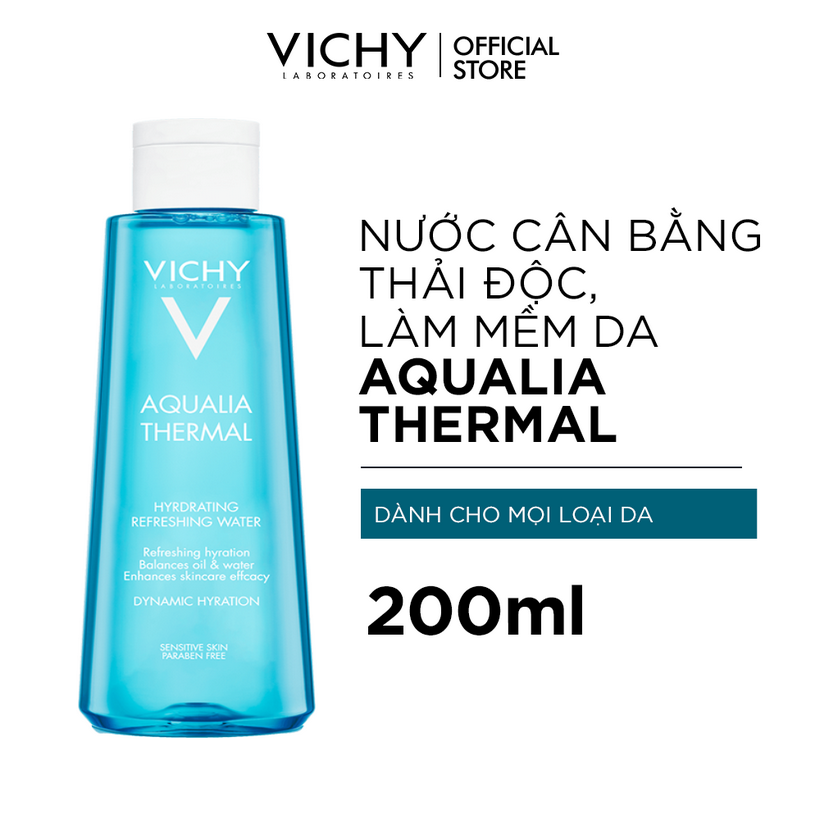 VICHY
LABORATOIRES
OFFICIAL
STORE
VICHY
LABORATOIRES
AQUALIA
THERMAL
HYRDRATING
REFRESHING WATER
Refreshing hyration
Balances oil & water
Enhances skincare effcacy
DYNAMIC HYRATION
SENSITIVE SKIN
PARABEN FREE
NƯỚC CÂN BẰNG
THẢI ĐỘC,
LÀM MỀM DA
AQUALIA
THERMAL
DÀNH CHO MỌI LOẠI DA
200ml